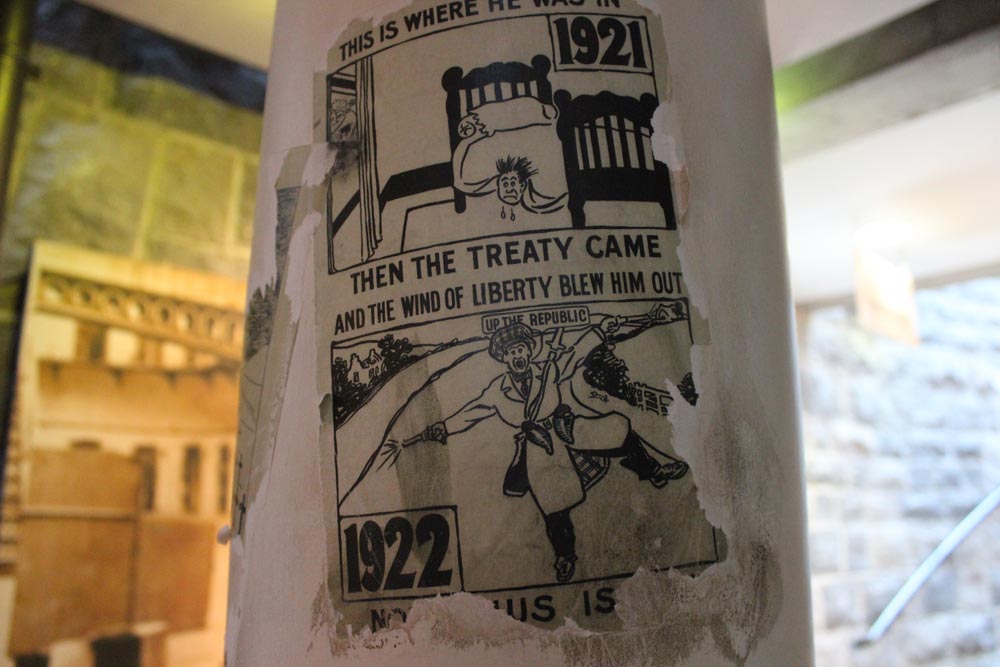 THIS IS WHERE HE WAS IN
1921
THEN THE TREATY CAME
AND THE WIND OF LIBERTY BLEW HIM OUT
UP THE REPUBLIC
1922
IS